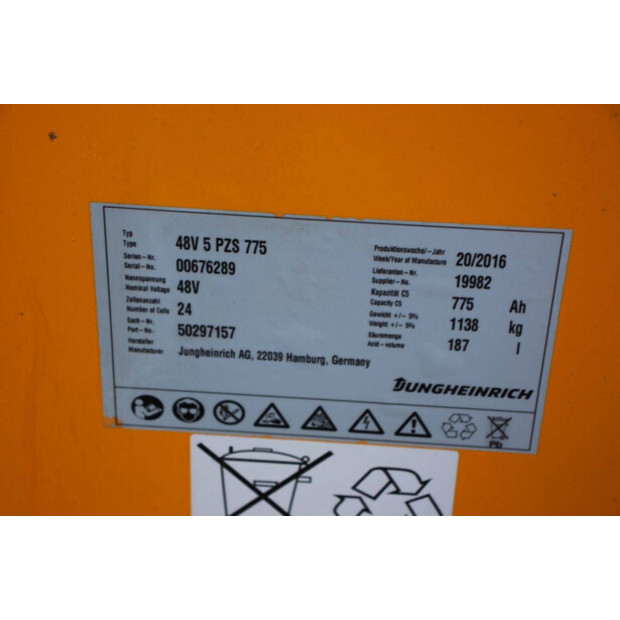 Typ
Type 48V 5 PZS 775
Serien-Nr.
Serial-No. 00676289
Nennspannung
Nominal Voltage 48V
Zellenanzahl
Number of Cells 24
Sach-Nr.
Part-No. 50297157
Hersteller
Manufacturer Jungheinrich AG, 22039 Hamburg, Germany
Produktionswoche/-Jahr
Week/Year of Manufacture 20/2016
Lieferanten-Nr.
Supplier-No. 19982
Kapazität C5
Capacity C5 775 Ah
Gewicht +/- 5%
Weight +/- 5% 1138 kg
Säuremenge
Acid-volume 187 l
JUNGHEINRICH
Pb